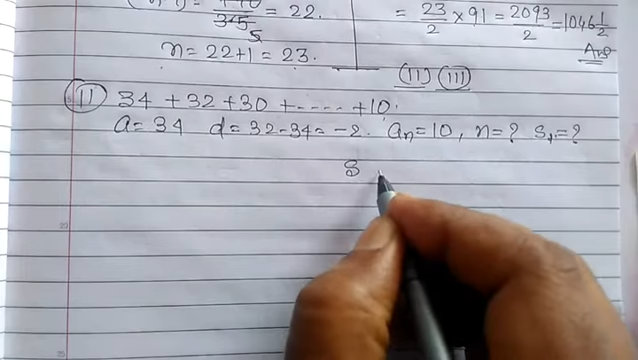 = 22.
n = 22+1 = 23.
= 23/2 × 91 = 2093/2 = 1046 1/2
Ans
(II) (III)
(II) 34 + 32 + 30 + ---- + 10.
a = 34 d = 32-34 = -2. an = 10, n = ? Sn = ?
S